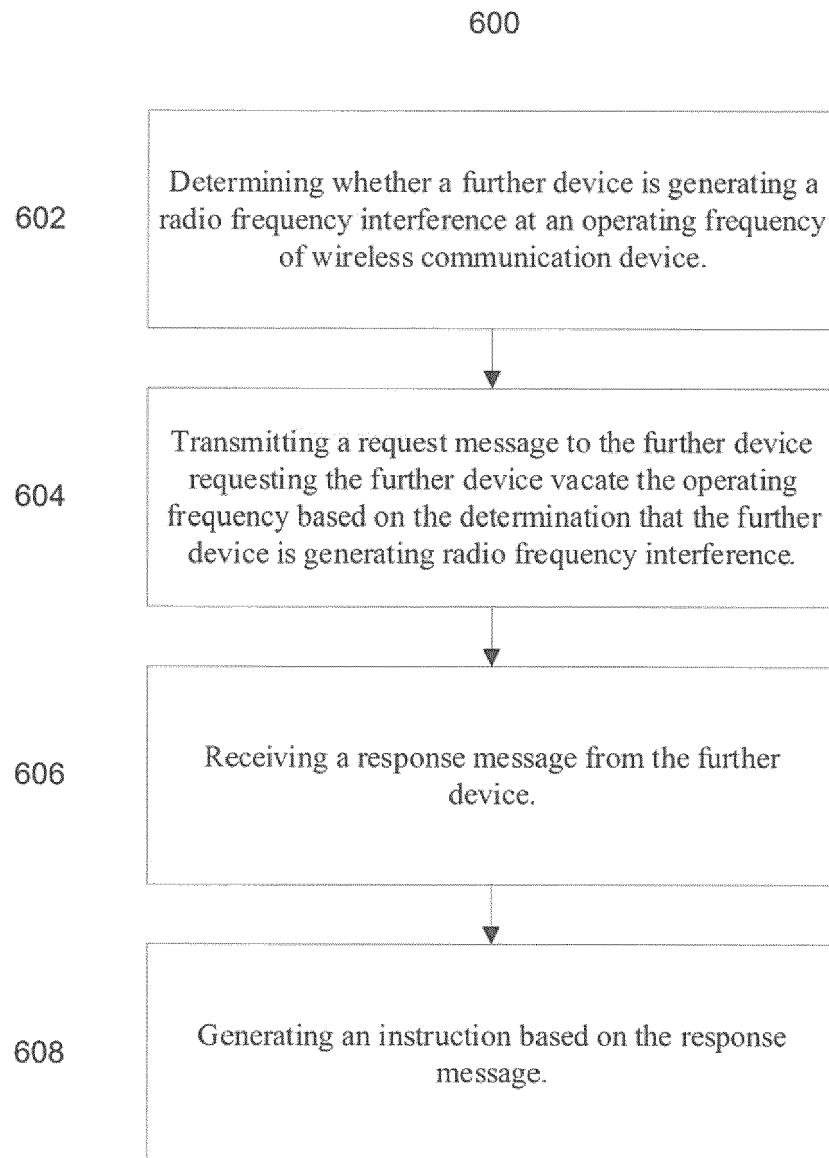 600
602
Determining whether a further device is generating a
radio frequency interference at an operating frequency
of wireless communication device.
604
Transmitting a request message to the further device
requesting the further device vacate the operating
frequency based on the determination that the further
device is generating radio frequency interference.
606
Receiving a response message from the further
device.
608
Generating an instruction based on the response
message.